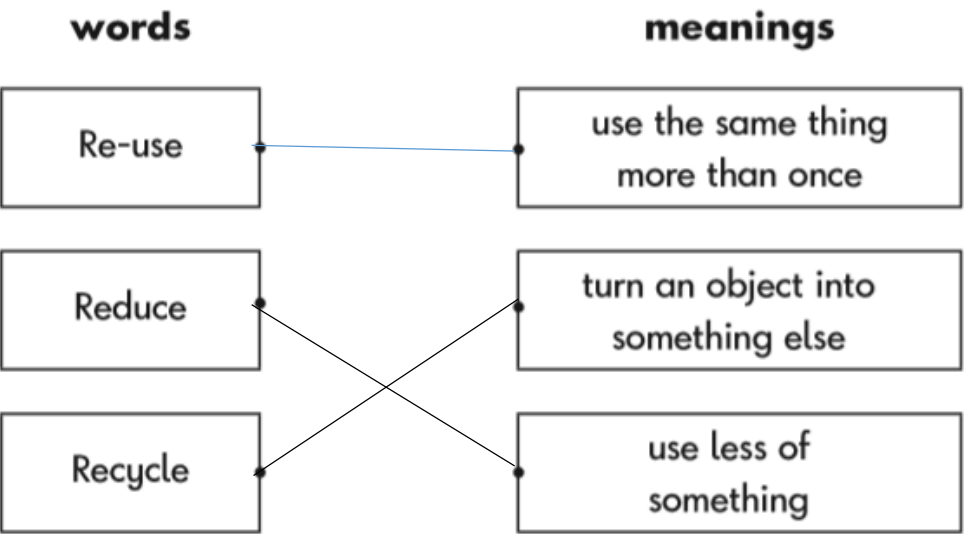 words
meanings
Re-use
use the same thing
more than once
Reduce
turn an object into
something else
Recycle
use less of
something